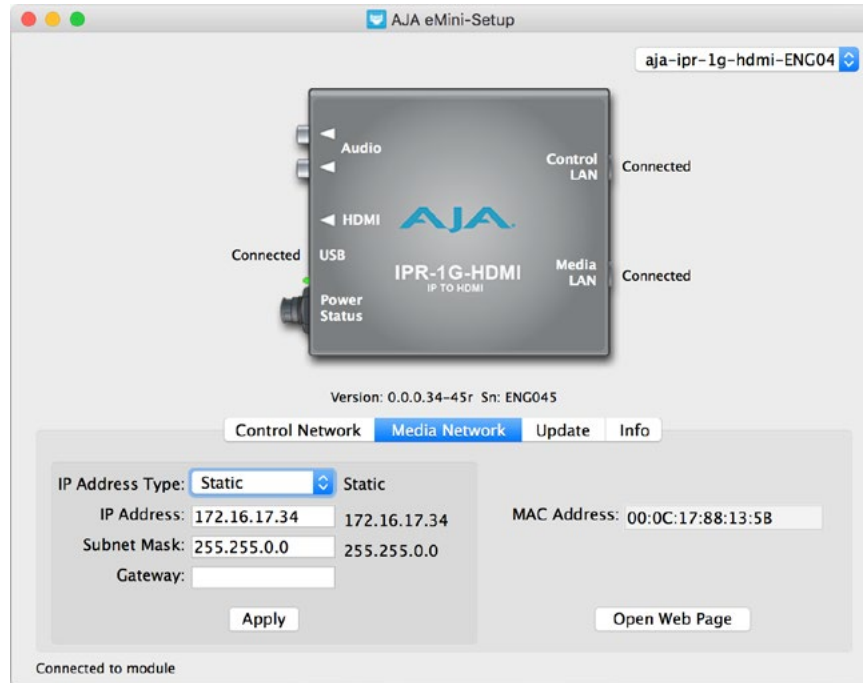 AJA eMini-Setup
aja-ipr-1g-hdmi-ENG04
Audio
Control
LAN
Connected
HDMI
AJA
Connected
USB
IPR-1G-HDMI
IP TO HDMI
Media
LAN
Connected
Power
Status
Version: 0.0.0.34-45r Sn: ENG045
Control Network Media Network Update Info
IP Address Type: Static Static
IP Address: 172.16.17.34 172.16.17.34
MAC Address: 00:0C:17:88:13:5B
Subnet Mask: 255.255.0.0 255.255.0.0
Gateway:
Apply
Open Web Page
Connected to module